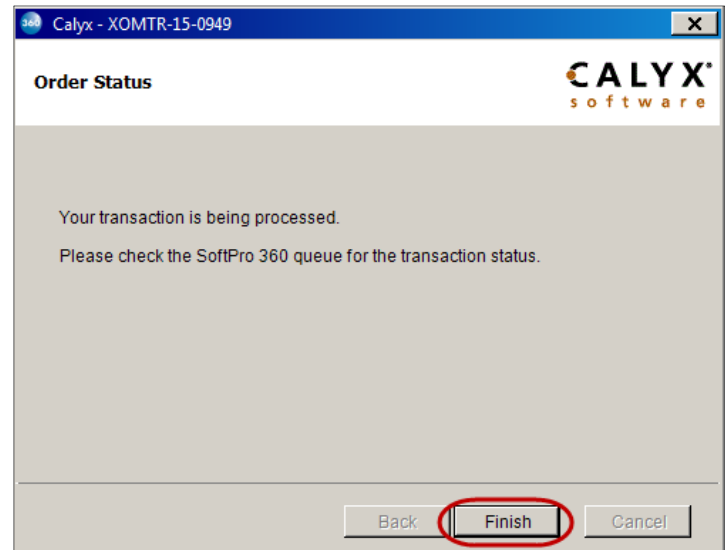 360 Calyx - XOMTR-15-0949 X
Order Status
CALYX
software
Your transaction is being processed.
Please check the SoftPro 360 queue for the transaction status.
Back Finish Cancel